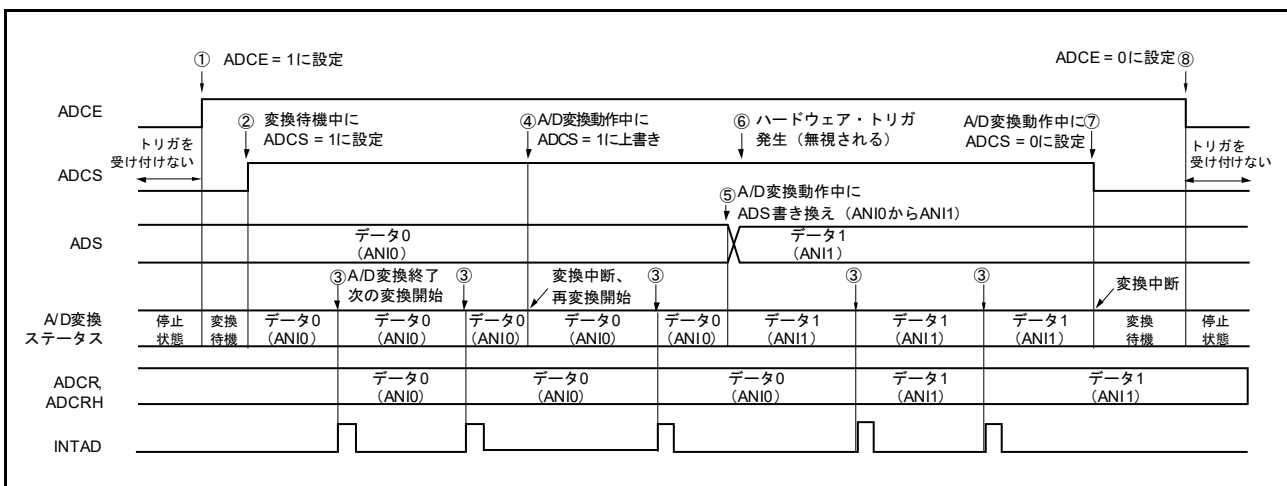 ① ADCE = 1に設定
ADCE = 0に設定⑧
ADCE
② 変換待機中に
ADCS = 1に設定
④A/D変換動作中に
ADCS = 1に上書き
⑥ ハードウェア・トリガ
発生（無視される）
A/D変換動作中に⑦
ADCS = 0に設定
トリガを
受け付けない
トリガを
受け付けない
ADCS
⑤A/D変換動作中に
ADS書き換え（ANI0からANI1）
ADS
データ0
（ANI0）
データ1
（ANI1）
③A/D変換終了
次の変換開始
③
変換中断、
再変換開始
③
③
③
変換中断
A/D変換
ステータス
停止
状態
変換
待機
データ0
（ANI0）
データ0
（ANI0）
データ0
（ANI0）
データ0
（ANI0）
データ0
（ANI0）
データ1
（ANI1）
データ1
（ANI1）
データ1
（ANI1）
変換
待機
停止
状態
ADCR,
ADCRH
データ0
（ANI0）
データ0
（ANI0）
データ0
（ANI0）
データ1
（ANI1）
データ1
（ANI1）
INTAD